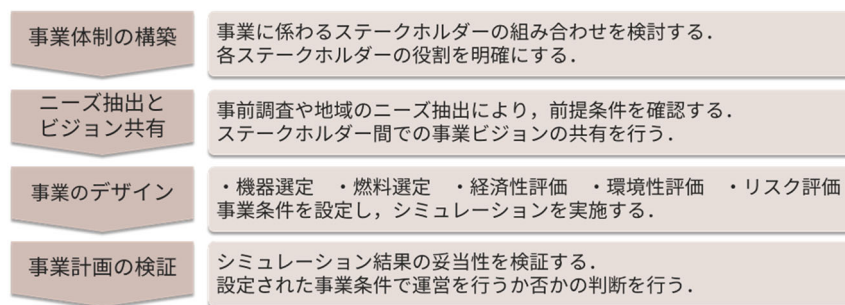 事業体制の構築
事業に係わるステークホルダーの組み合わせを検討する．
各ステークホルダーの役割を明確にする．
ニーズ抽出と
ビジョン共有
事前調査や地域のニーズ抽出により，前提条件を確認する．
ステークホルダー間での事業ビジョンの共有を行う．
事業のデザイン
・機器選定　・燃料選定　・経済性評価　・環境性評価　・リスク評価
事業条件を設定し，シミュレーションを実施する．
事業計画の検証
シミュレーション結果の妥当性を検証する．
設定された事業条件で運営を行うか否かの判断を行う．